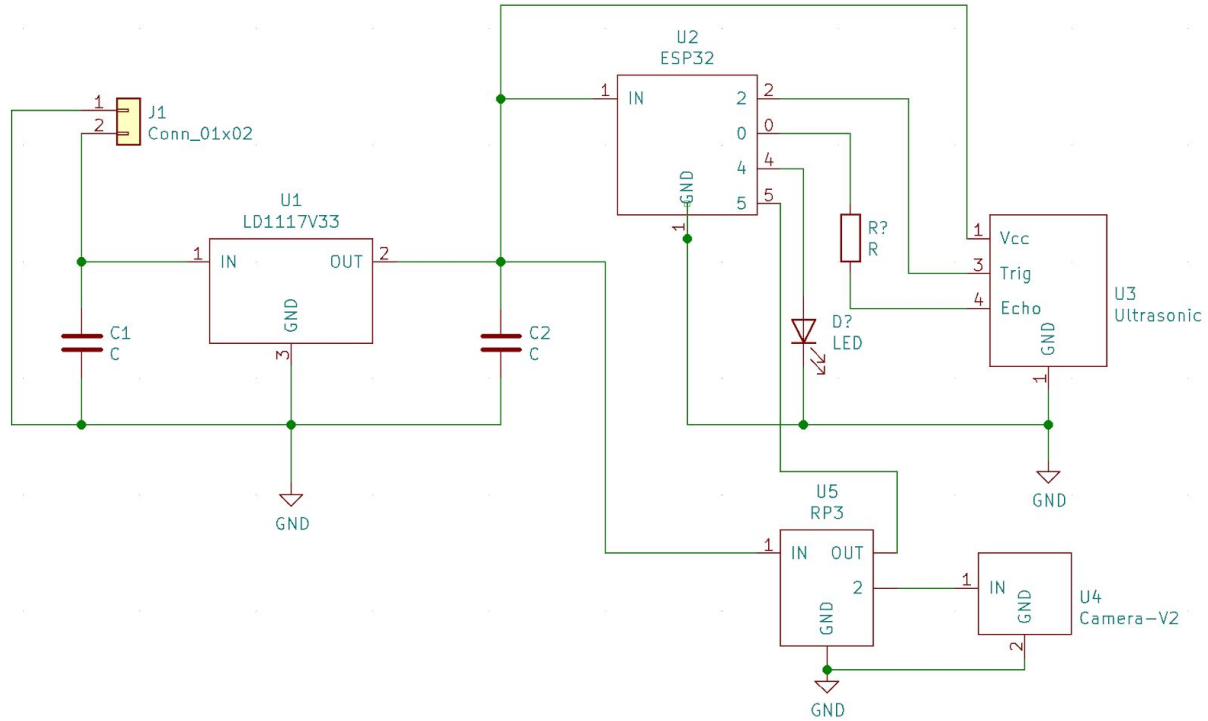 1
2
J1
Conn_01x02
U1
LD1117V33
1
IN
OUT
2
GND
3
C1
C
C2
C
GND
U2
ESP32
1
IN
2
2
0
0
4
4
5
5
GND
1
R?
R
D?
LED
1
Vcc
3
Trig
4
Echo
GND
1
U3
Ultrasonic
GND
U5
RP3
1
IN
OUT
2
GND
GND
1
IN
GND
2
U4
Camera-V2